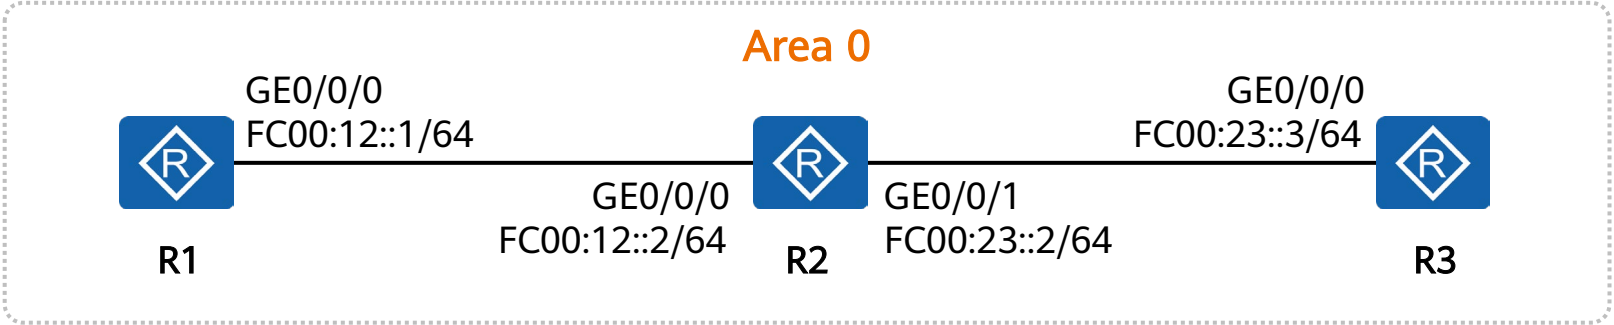 Area 0
GE0/0/0
FC00:12::1/64
GE0/0/0
FC00:23::3/64
R
R
R
GE0/0/0
FC00:12::2/64
GE0/0/1
FC00:23::2/64
R1
R2
R3